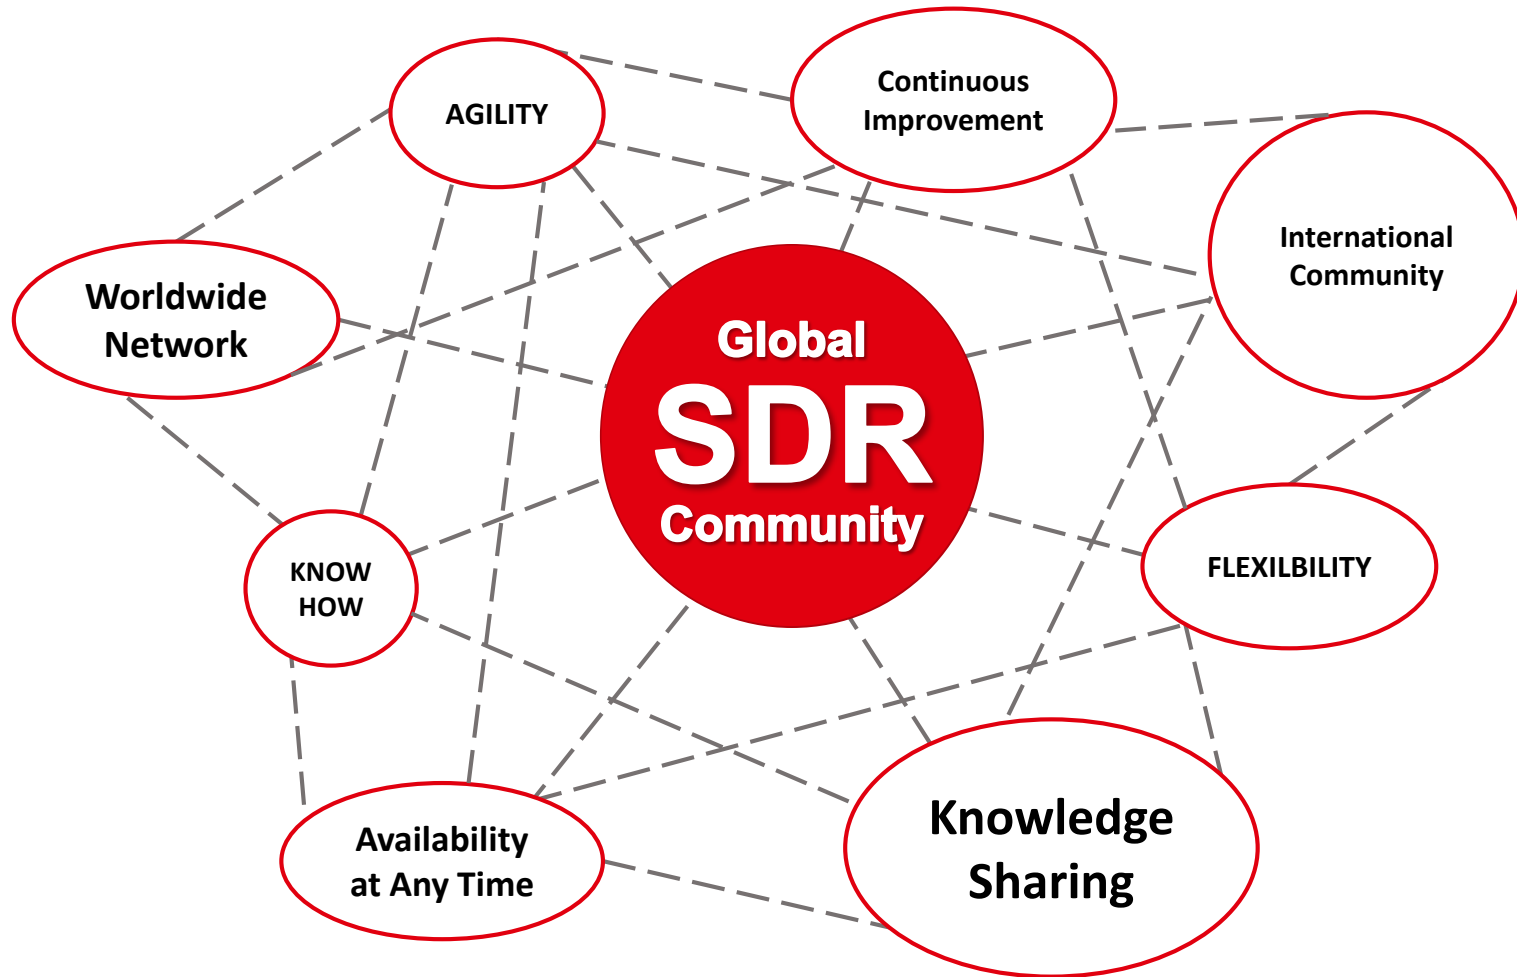 AGILITY
Continuous
Improvement
International
Community
Worldwide
Network
Global
SDR
Community
KNOW
HOW
FLEXILBILITY
Availability
at Any Time
Knowledge
Sharing